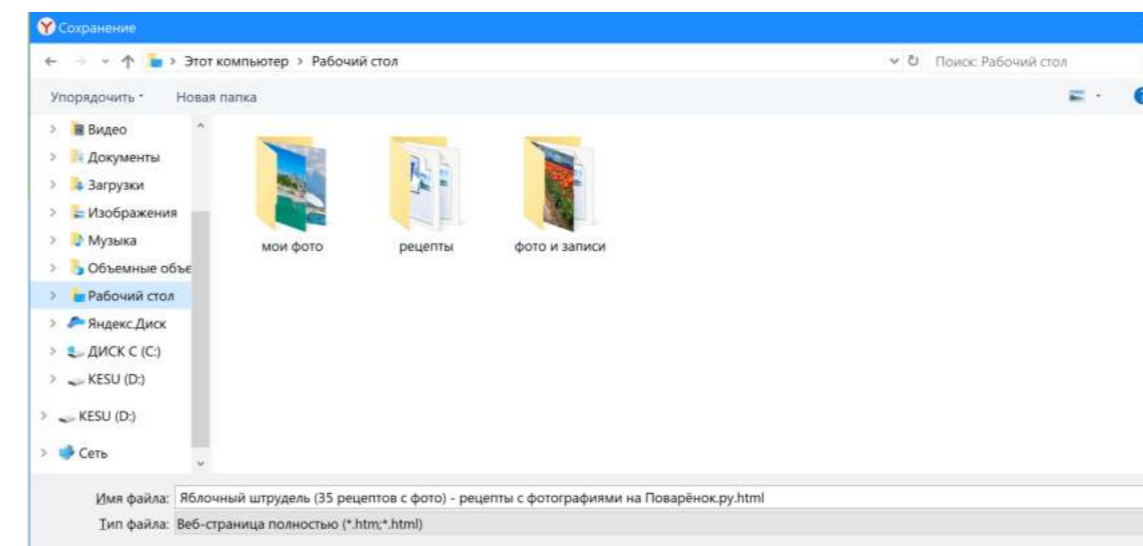 Сохранение
Этот компьютер > Рабочий стол
Поиск: Рабочий стол
Упорядочить
Новая папка
Видео
Документы
Загрузки
Изображения
Музыка
Объемные объе
Рабочий стол
Яндекс.Диск
ДИСК C (C:)
KESU (D:)
KESU (D:)
Сеть
мои фото
рецепты
фото и записи
Имя файла: Яблочный штрудель (35 рецептов с фото) - рецепты с фотографиями на Поварёнок.ру.html
Тип файла: Веб-страница полностью (*.htm;*.html)